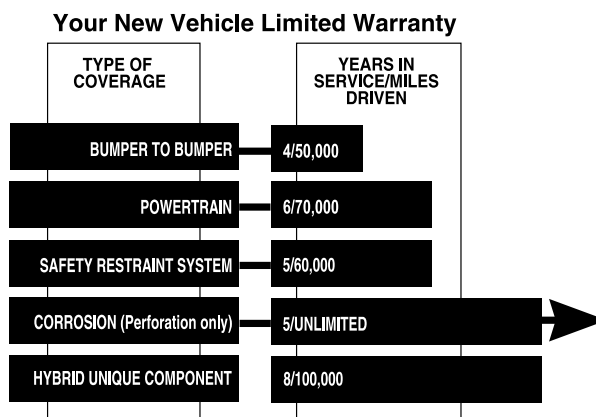 Your New Vehicle Limited Warranty
TYPE OF
COVERAGE
YEARS IN
SERVICE/MILES
DRIVEN
BUMPER TO BUMPER
4/50,000
POWERTRAIN
6/70,000
SAFETY RESTRAINT SYSTEM
5/60,000
CORROSION (Perforation only)
5/UNLIMITED
HYBRID UNIQUE COMPONENT
8/100,000